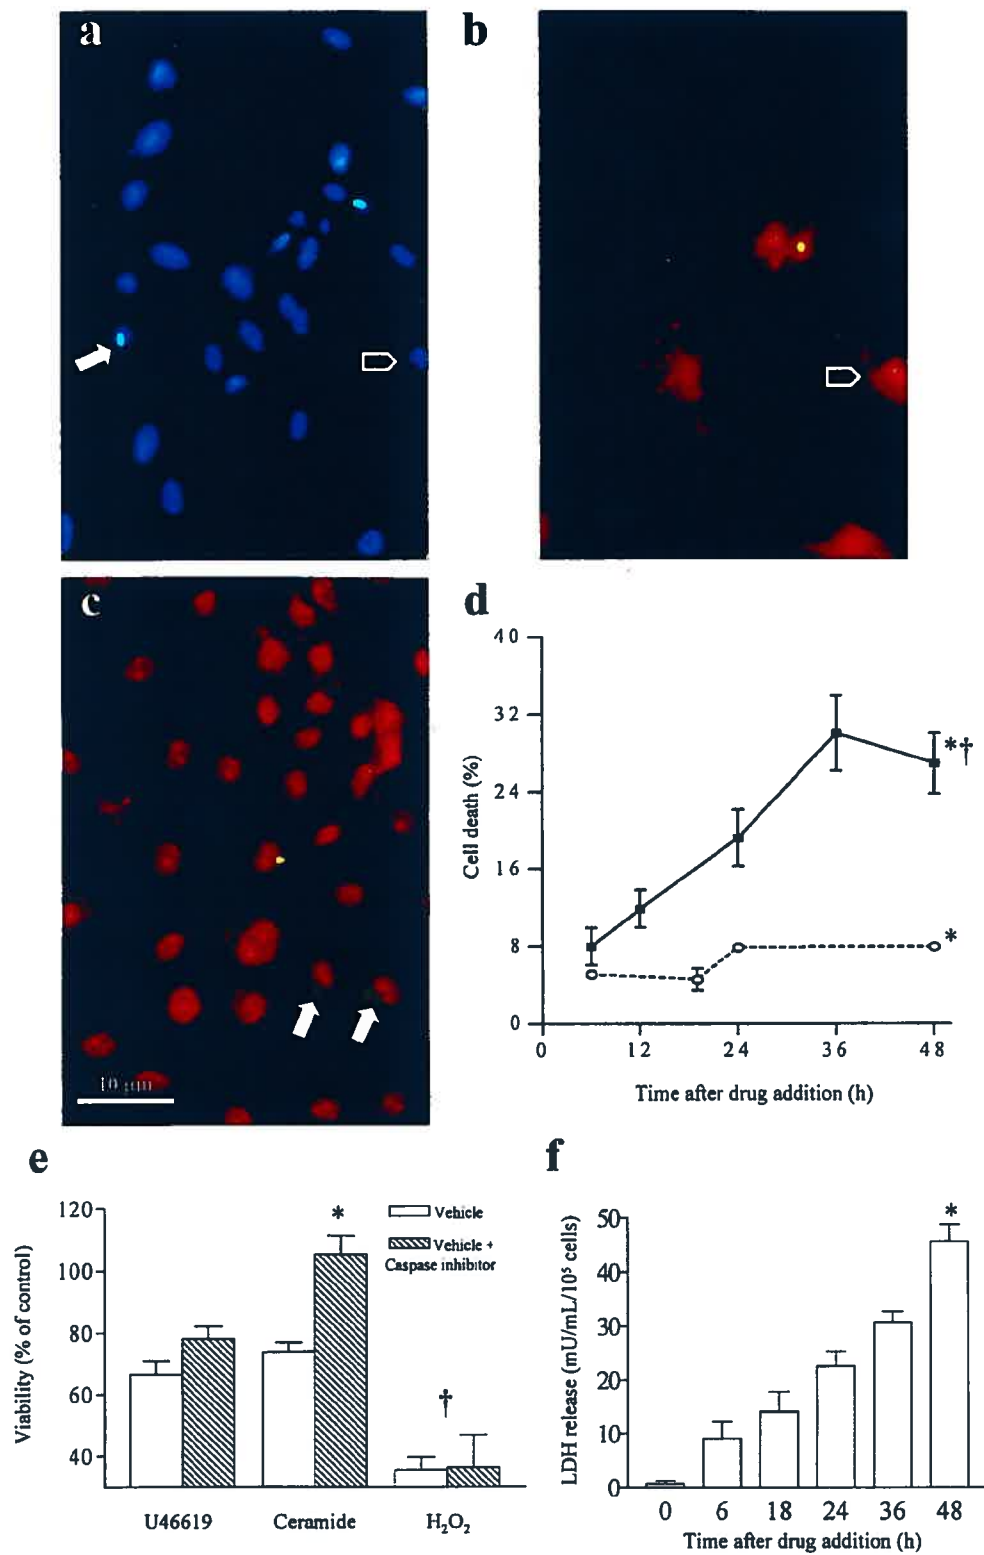 a
b
c
10 µm
d
40
32
24
16
8
0
Cell death (%)
*†
*
0 12 24 36 48
Time after drug addition (h)
e
120
100
80
60
40
Viability (% of control)
Vehicle
Vehicle +
Caspase inhibitor
*
†
U46619 Ceramide H₂O₂
f
50
40
30
20
10
0
LDH release (mU/mL/10⁵ cells)
*
0 6 18 24 36 48
Time after drug addition (h)